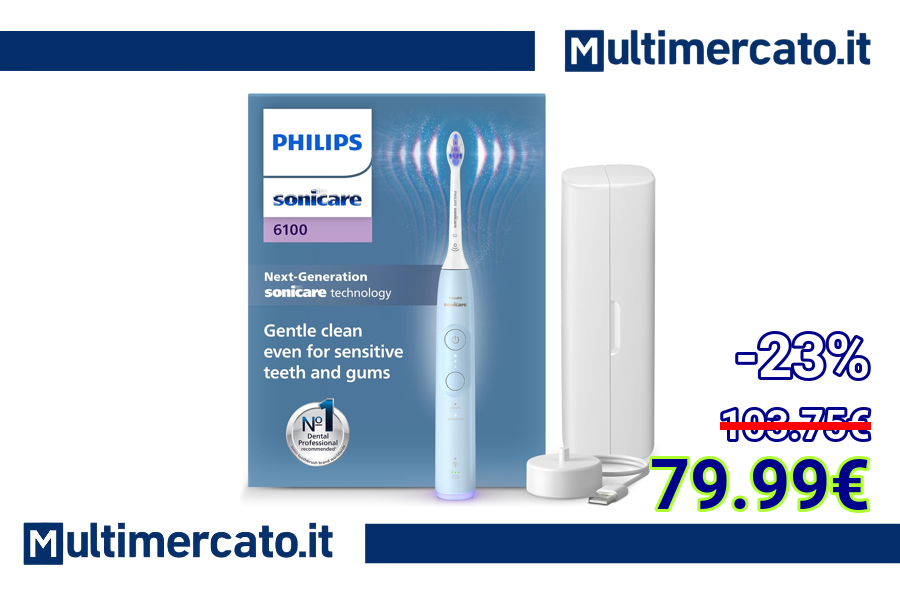 Multimercato.it
PHILIPS
sonicare
6100
Next-Generation
sonicare technology
Gentle clean
even for sensitive
teeth and gums
Nº1
Dental
Professional
recommended
sonicare
-23%
103.75€
79.99€
Multimercato.it